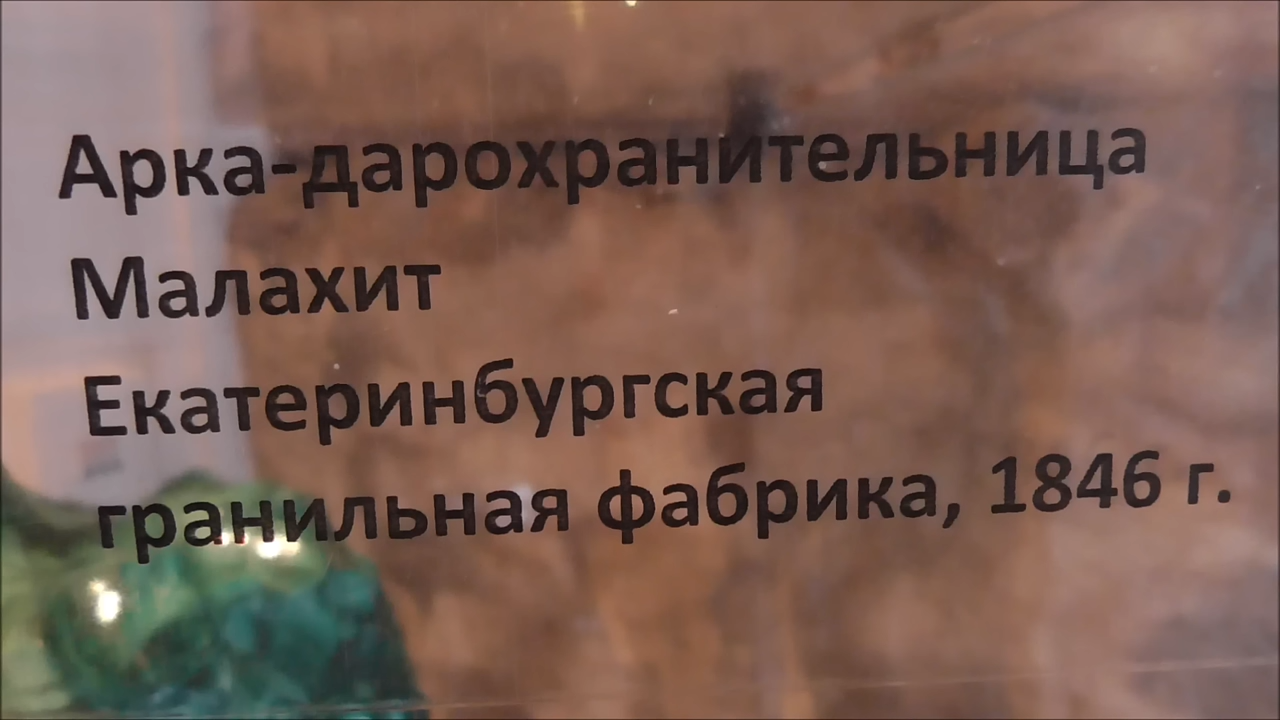 Арка-дарохранительница
Малахит
Екатеринбургская
гранильная фабрика, 1846 г.